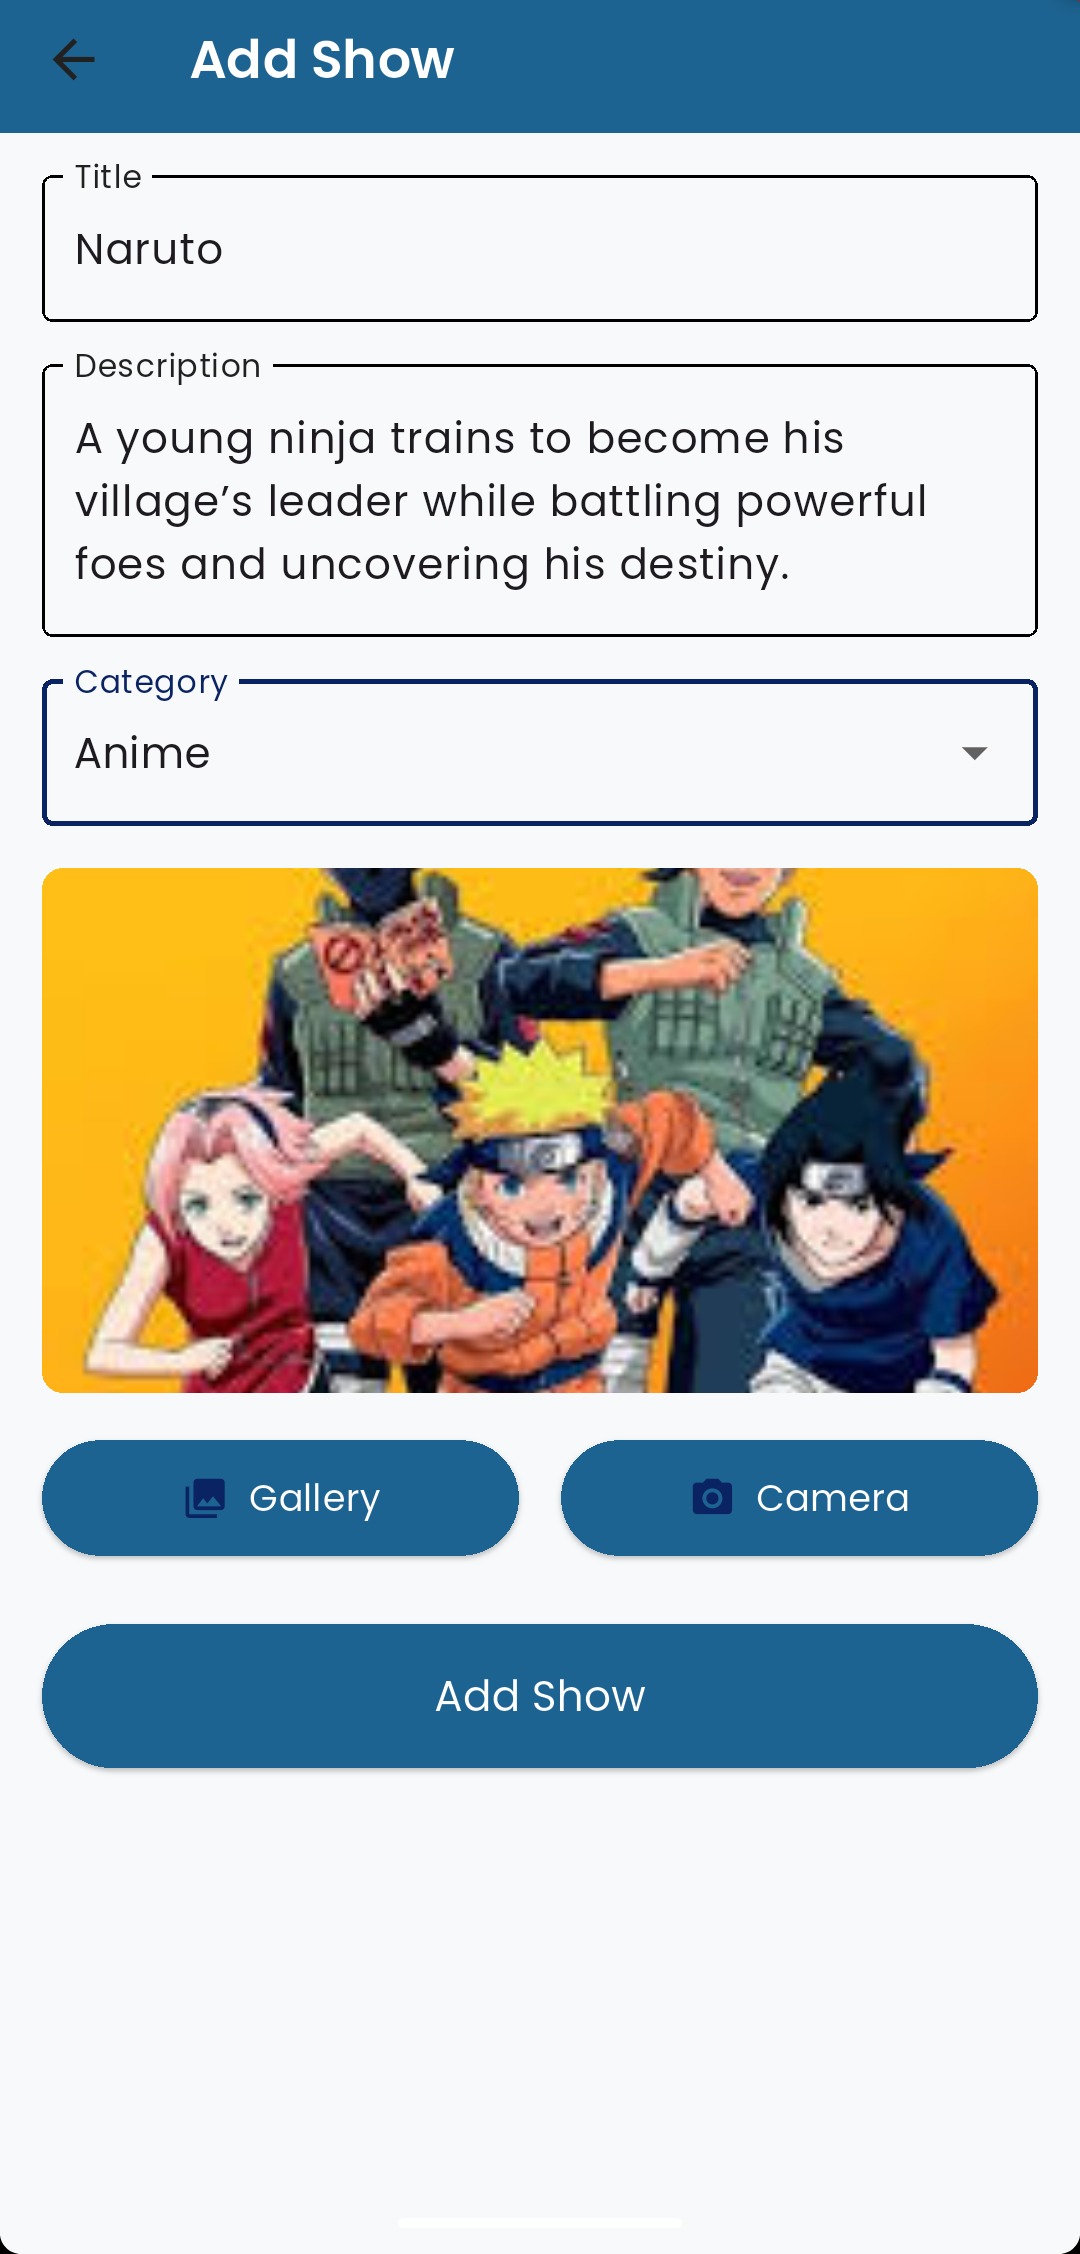 Add Show
Title
Naruto
Description
A young ninja trains to become his
village’s leader while battling powerful
foes and uncovering his destiny.
Category
Anime
Gallery
Camera
Add Show